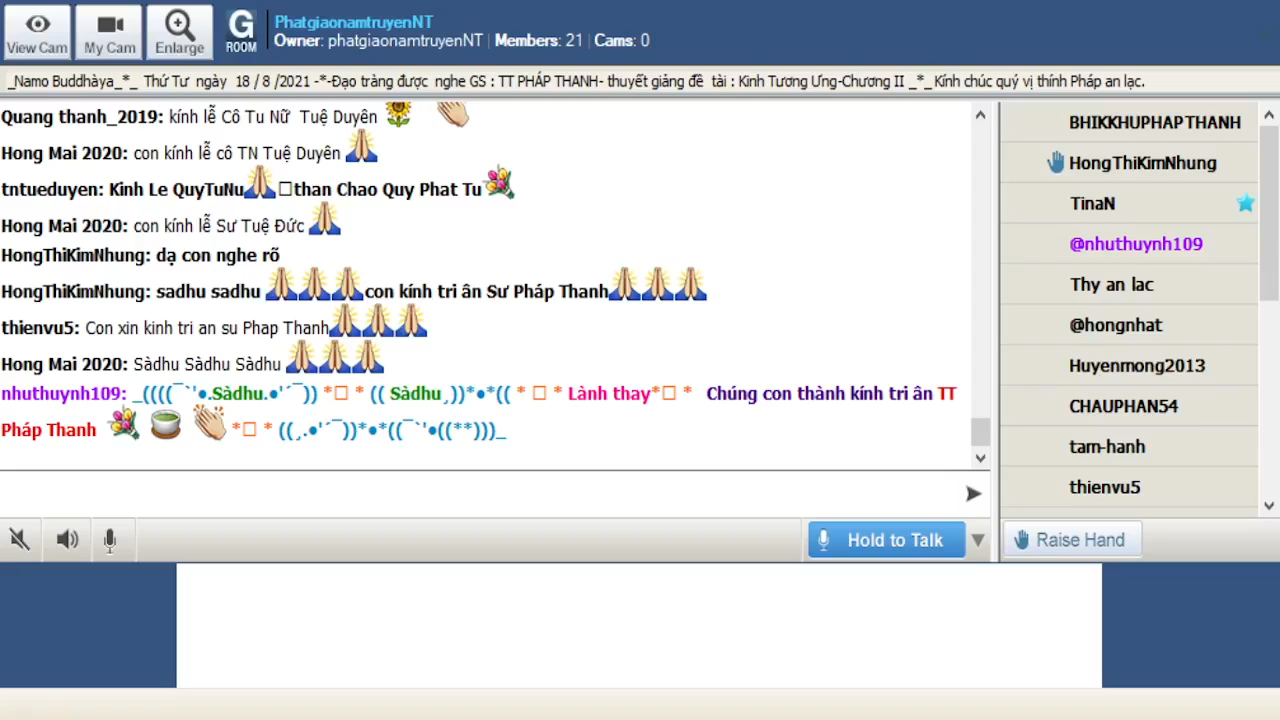 View Cam
My Cam
Enlarge
G
ROOM
PhatgiaonamtruyenNT
Owner: phatgiaonamtruyenNT | Members: 21 | Cams: 0
_Namo Buddhàya_*_ Thứ Tư ngày 18 / 8 /2021 -*-Đạo tràng được nghe GS : TT PHÁP THANH- thuyết giảng đề tài : Kinh Tương Ưng-Chương II _*_ Kính chúc quý vị thính Pháp an lạc.
Quang thanh_2019: kính lễ Cô Tu Nữ Tuệ Duyên
Hong Mai 2020: con kính lễ cô TN Tuệ Duyên
tntueduyen: Kinh Le QuyTuNu than Chao Quy Phat Tu
Hong Mai 2020: con kính lễ Sư Tuệ Đức
HongThiKimNhung: dạ con nghe rõ
HongThiKimNhung: sadhu sadhu con kính tri ân Sư Pháp Thanh
thienvu5: Con xin kinh tri an su Phap Thanh
Hong Mai 2020: Sàdhu Sàdhu Sàdhu
nhuthuynh109: _((((¯`'•.Sàdhu.•'´¯)) *□ * (( Sàdhu¸))*•*(( * □ * Lành thay*□ * Chúng con thành kính tri ân TT
Pháp Thanh *□ * ((¸.•'´¯))*•*((¯`'•((**)))_
Hold to Talk
BHIKKHUPHAPTHANH
HongThiKimNhung
TinaN
@nhuthuynh109
Thy an lac
@hongnhat
Huyenmong2013
CHAUPHAN54
tam-hanh
thienvu5
Raise Hand